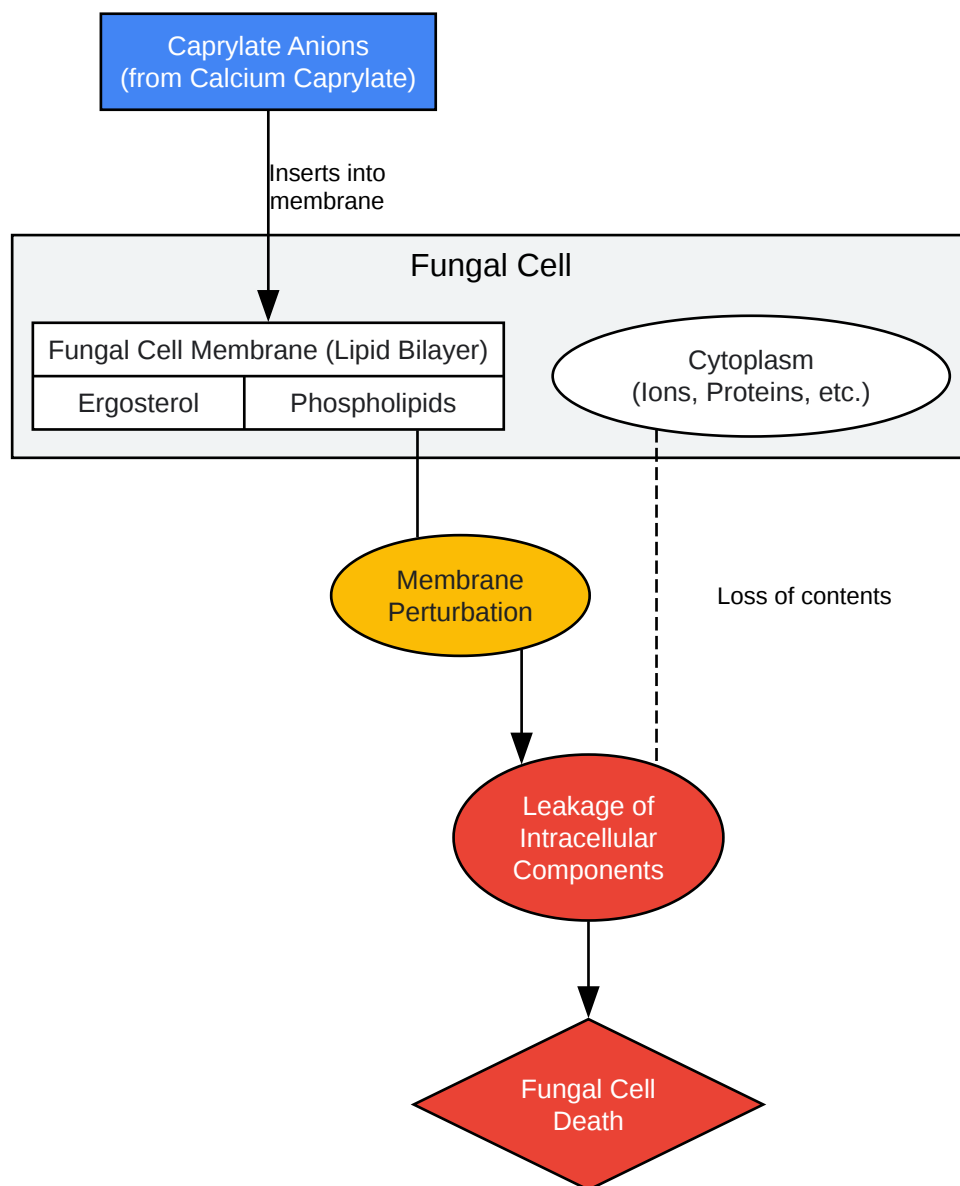 Caprylate Anions
(from Calcium Caprylate)
Inserts into
membrane
Fungal Cell
Fungal Cell Membrane (Lipid Bilayer)
Ergosterol
Phospholipids
Cytoplasm
(Ions, Proteins, etc.)
Membrane
Perturbation
Loss of contents
Leakage of
Intracellular
Components
Fungal Cell
Death